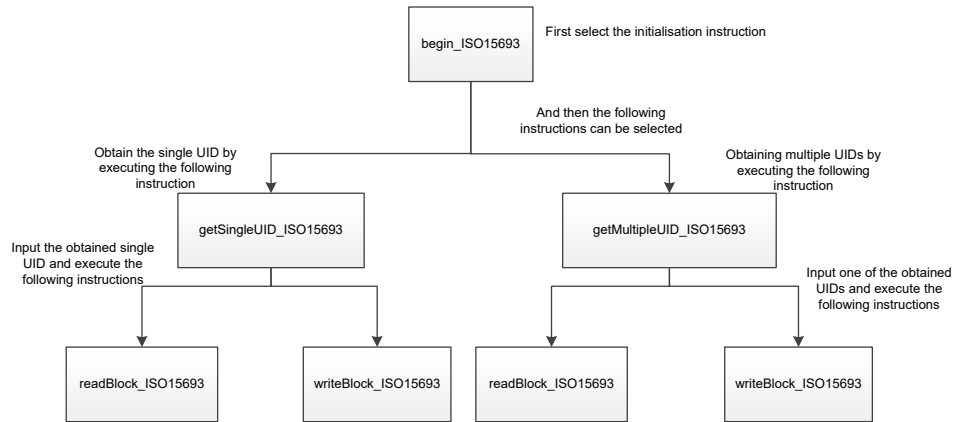 begin_ISO15693
First select the initialisation instruction
And then the following
instructions can be selected
Obtain the single UID by
executing the following
instruction
Obtaining multiple UIDs by
executing the following
instruction
getSingleUID_ISO15693
getMultipleUID_ISO15693
Input the obtained single
UID and execute the
following instructions
Input one of the obtained
UIDs and execute the
following instructions
readBlock_ISO15693
writeBlock_ISO15693
readBlock_ISO15693
writeBlock_ISO15693